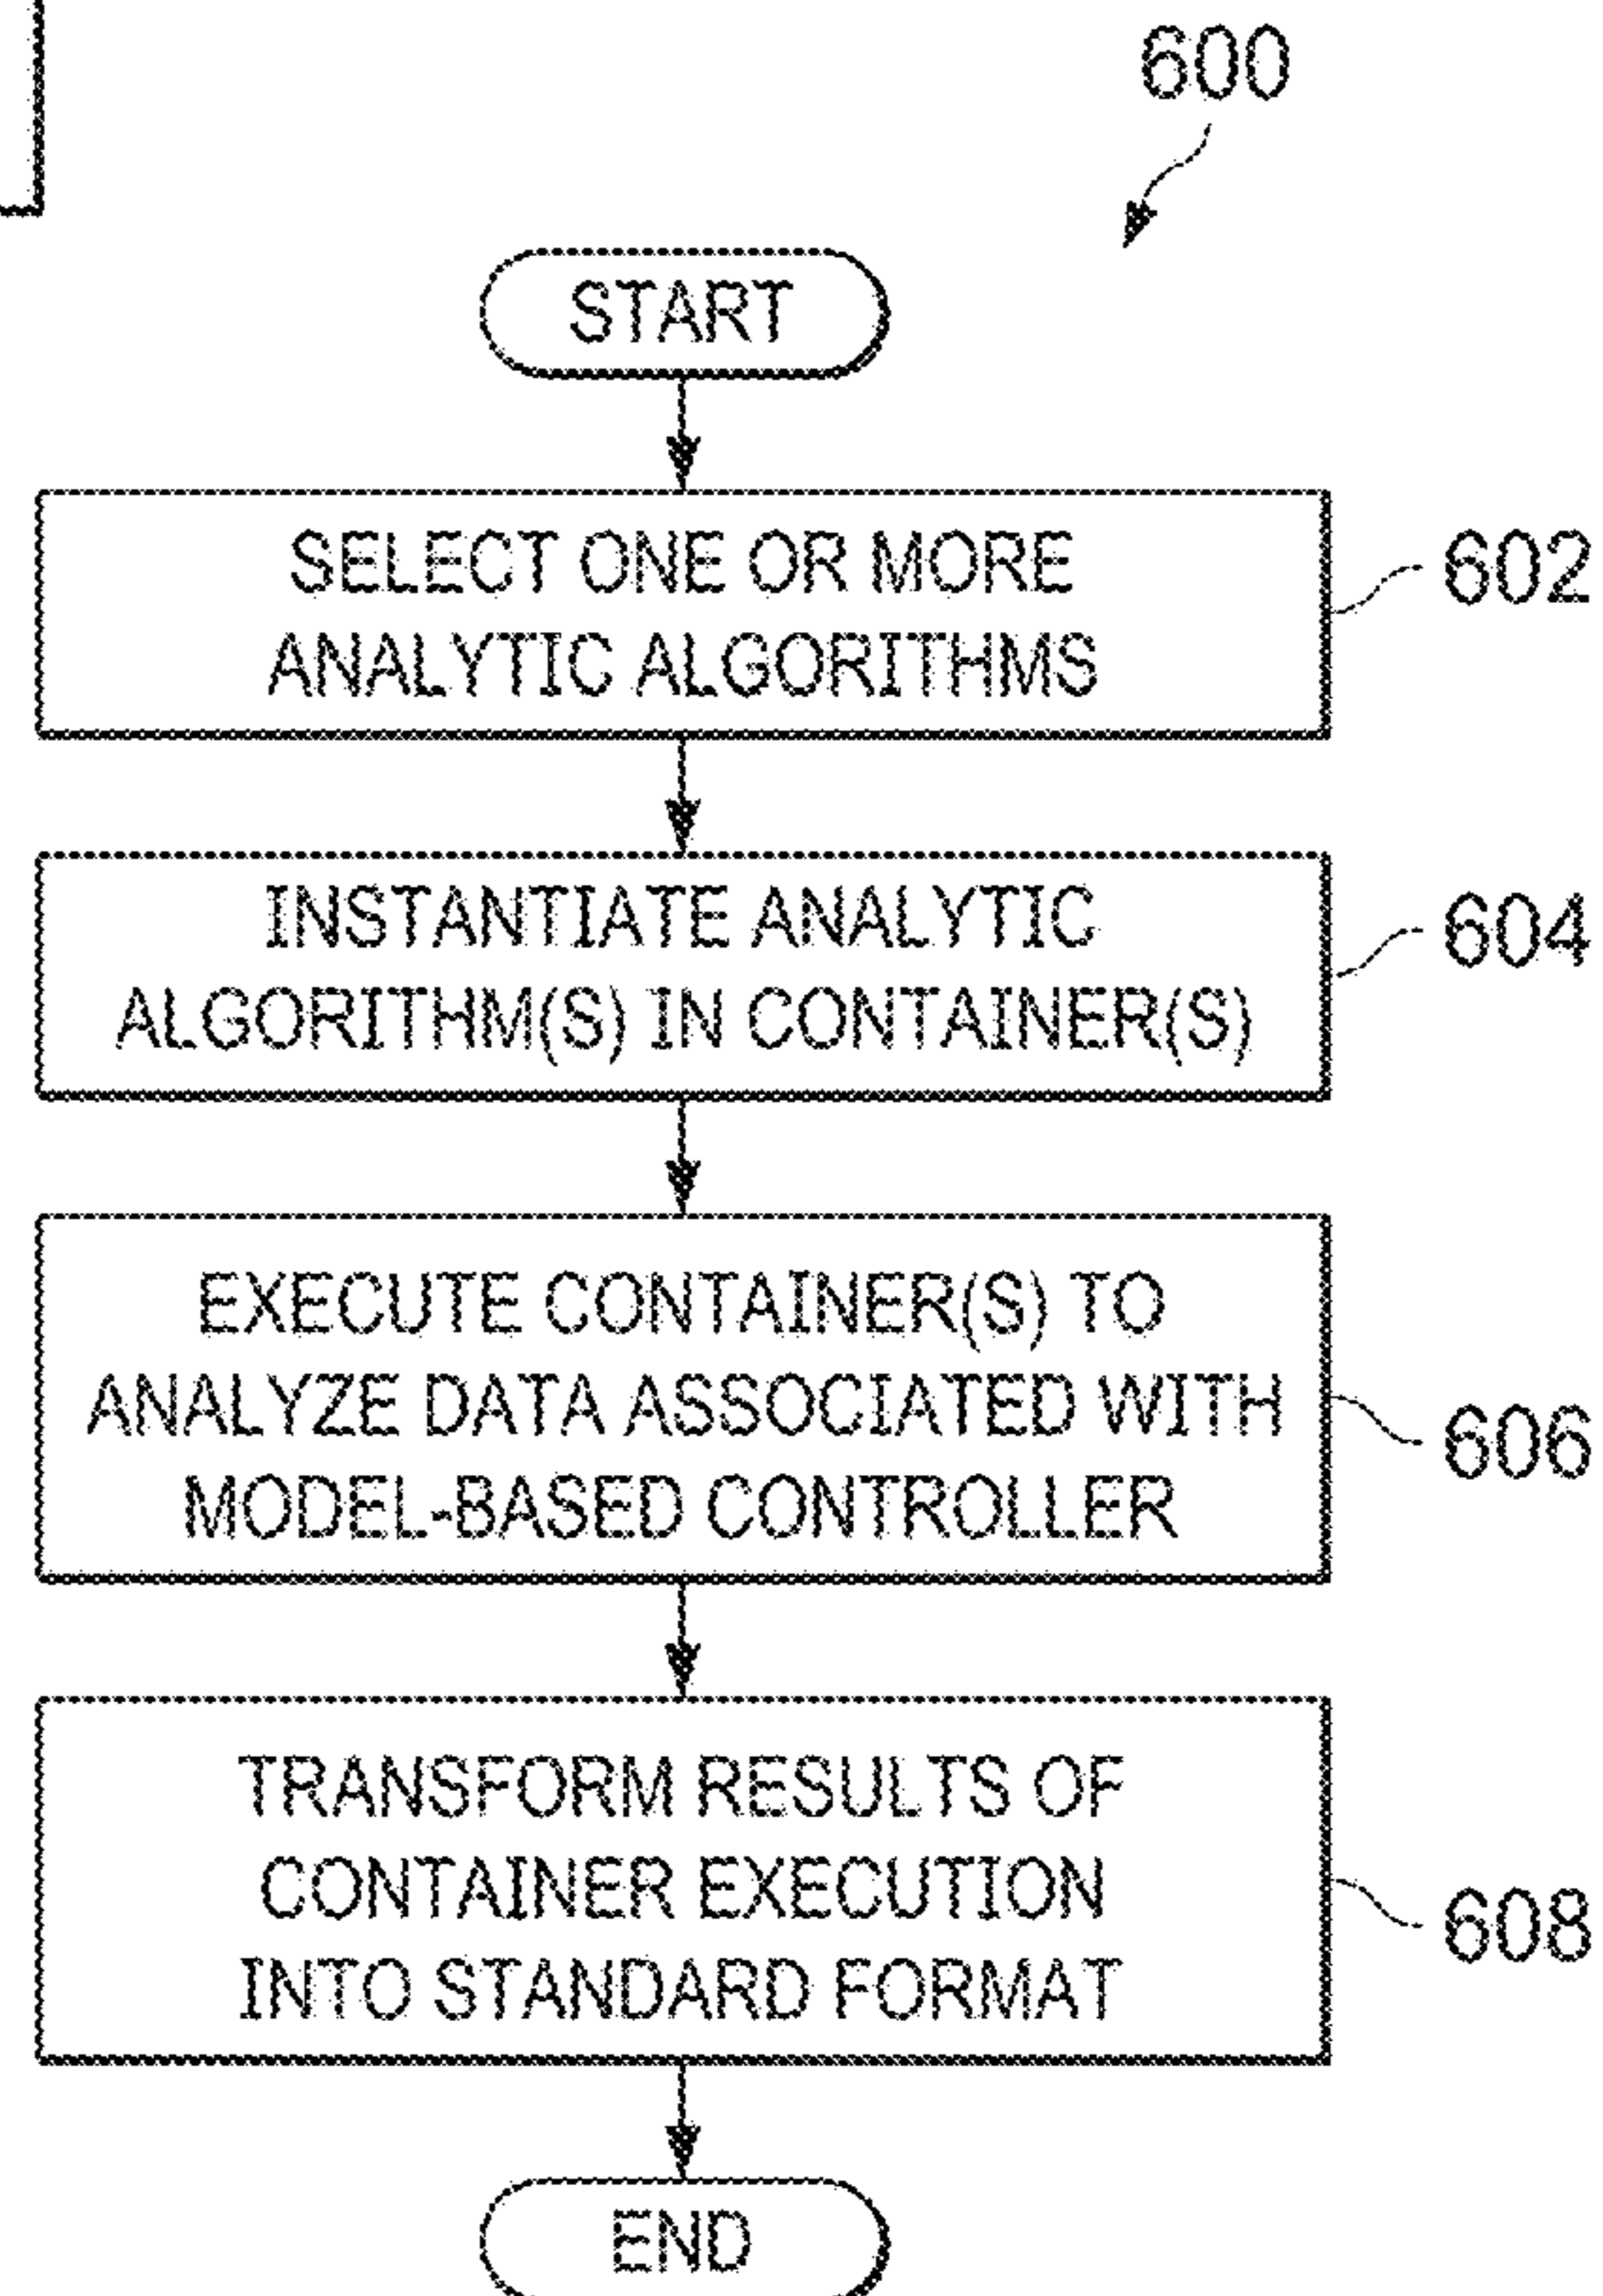 600
START
SELECT ONE OR MORE
ANALYTIC ALGORITHMS
602
INSTANTIATE ANALYTIC
ALGORITHM(S) IN CONTAINER(S)
604
EXECUTE CONTAINER(S) TO
ANALYZE DATA ASSOCIATED WITH
MODEL-BASED CONTROLLER
606
TRANSFORM RESULTS OF
CONTAINER EXECUTION
INTO STANDARD FORMAT
608
END